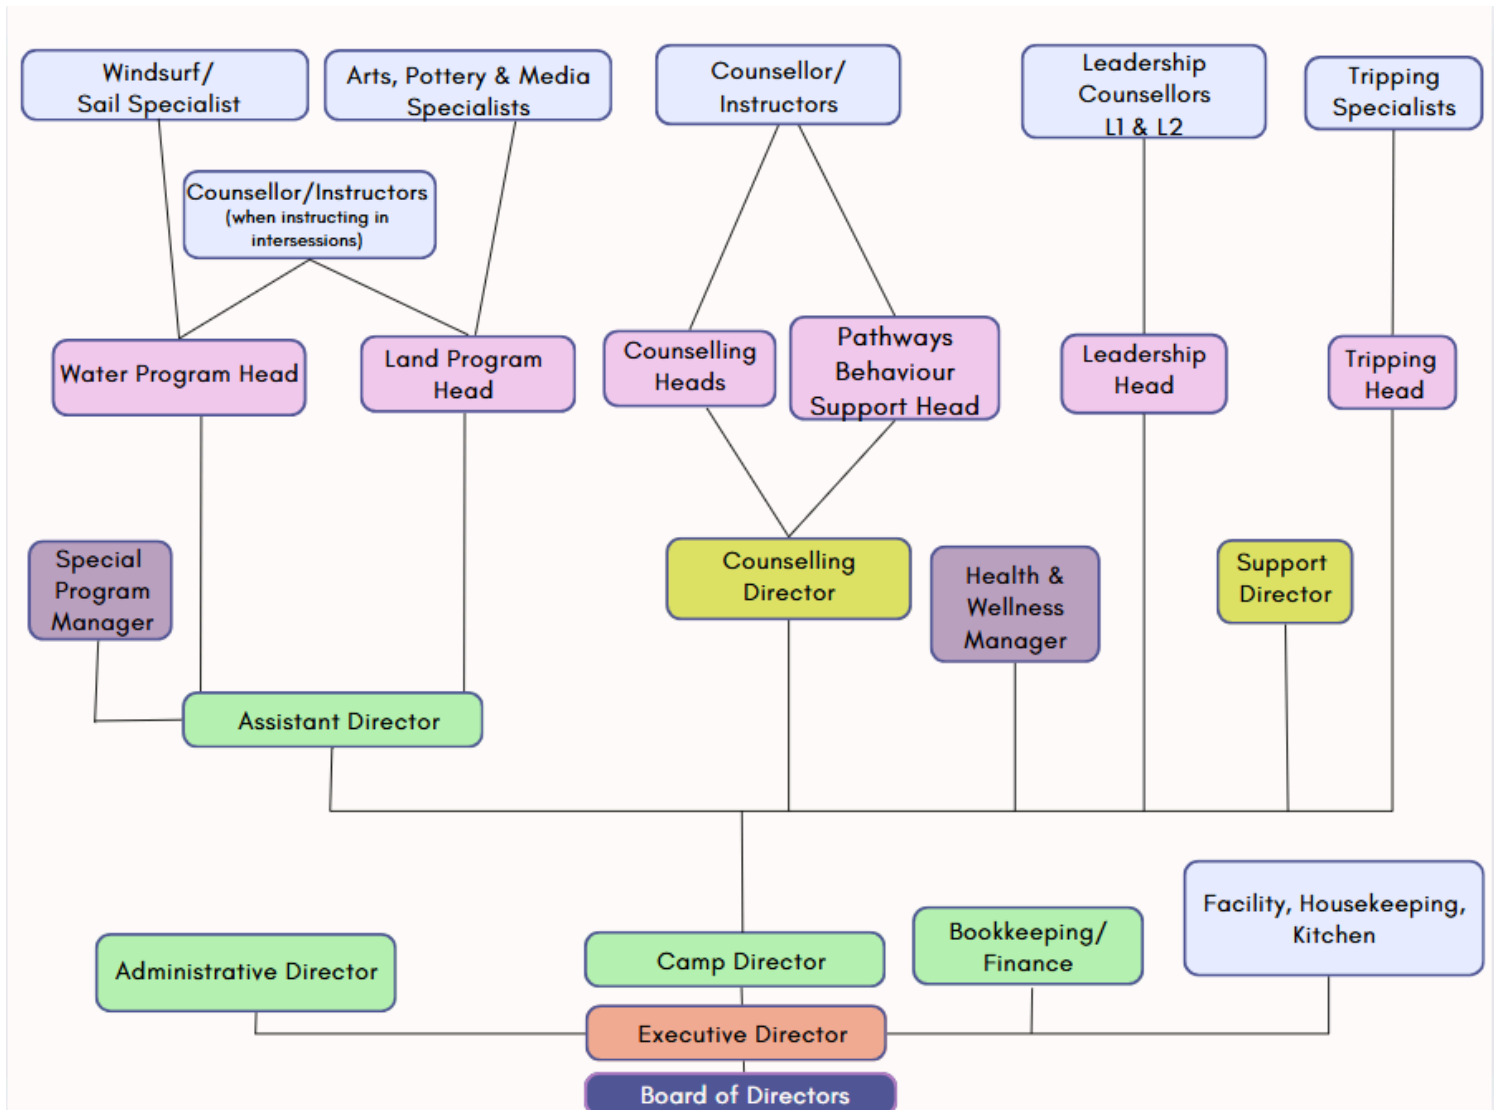 Windsurf/
Sail Specialist
Arts, Pottery & Media
Specialists
Counsellor/
Instructors
Leadership
Counsellors
L1 & L2
Tripping
Specialists
Counsellor/Instructors
(when instructing in
intersessions)
Water Program Head
Land Program
Head
Counselling
Heads
Pathways
Behaviour
Support Head
Leadership
Head
Tripping
Head
Special
Program
Manager
Counselling
Director
Health &
Wellness
Manager
Support
Director
Assistant Director
Administrative Director
Camp Director
Bookkeeping/
Finance
Facility, Housekeeping,
Kitchen
Executive Director
Board of Directors